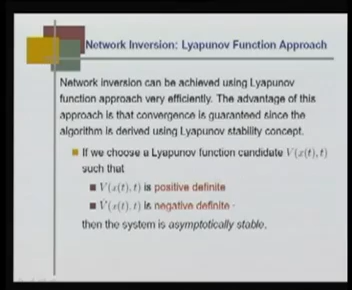 Network Inversion: Lyapunov Function Approach
Network inversion can be achieved using Lyapunov
function approach very efficiently. The advantage of this
approach is that convergence is guaranteed since the
algorithm is derived using Lyapunov stability concept.
If we choose a Lyapunov function candidate V(x(t), t)
such that
V(x(t), t) is positive definite
V̇(x(t), t) is negative definite -
then the system is asymptotically stable.